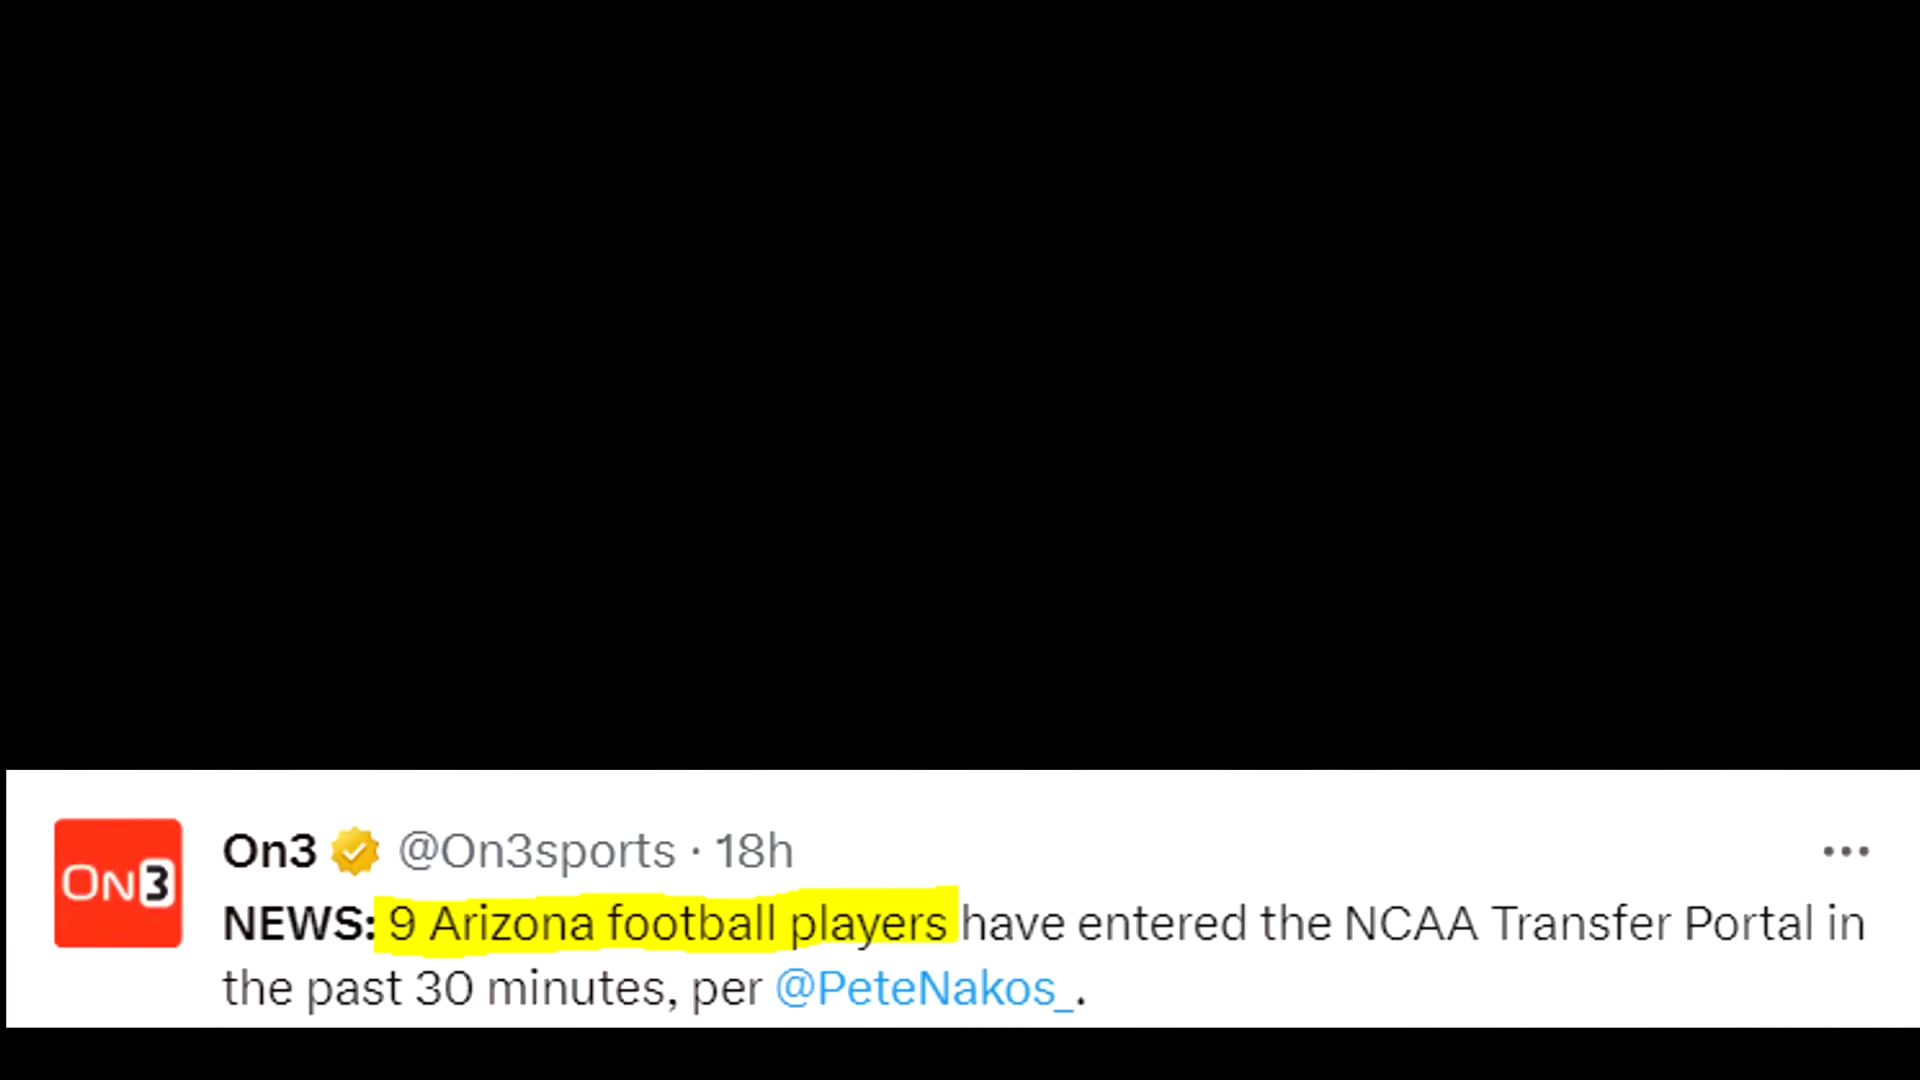 ON3
On3 @On3sports · 18h
NEWS: 9 Arizona football players have entered the NCAA Transfer Portal in
the past 30 minutes, per @PeteNakos_.